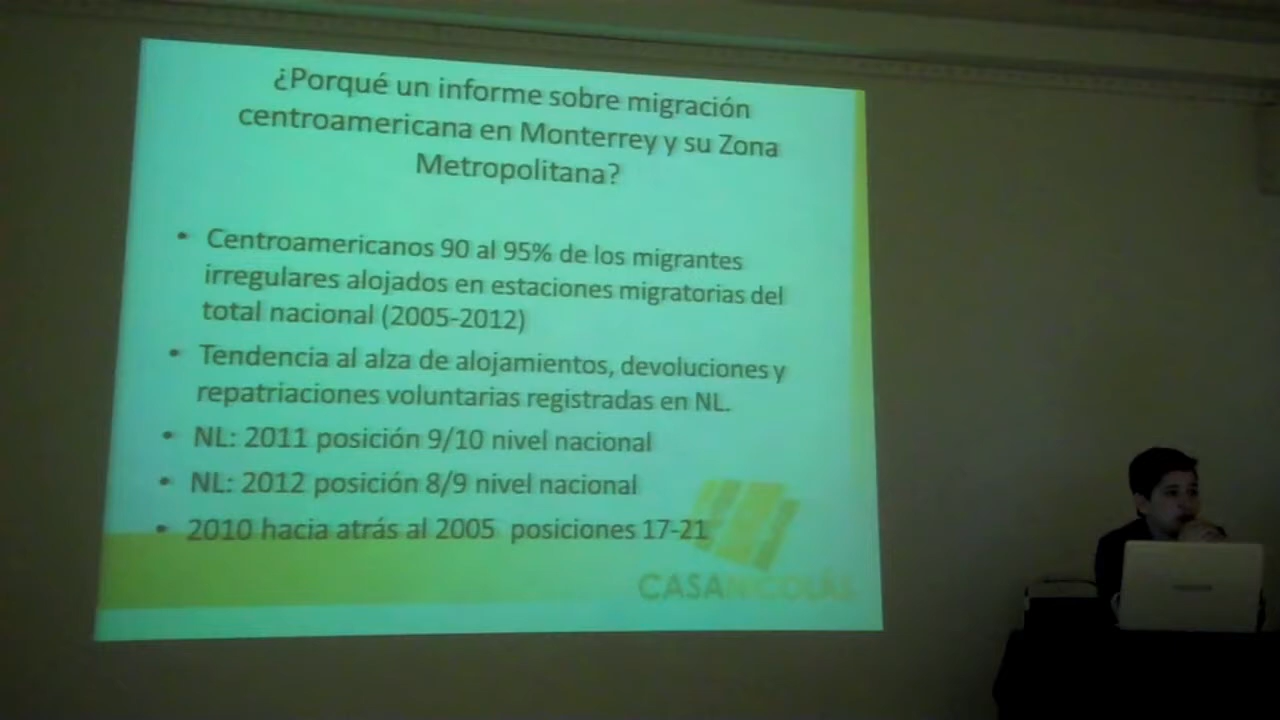 ¿Porqué un informe sobre migración
centroamericana en Monterrey y su Zona
Metropolitana?
• Centroamericanos 90 al 95% de los migrantes
irregulares alojados en estaciones migratorias del
total nacional (2005-2012)
• Tendencia al alza de alojamientos, devoluciones y
repatriaciones voluntarias registradas en NL.
• NL: 2011 posición 9/10 nivel nacional
• NL: 2012 posición 8/9 nivel nacional
• 2010 hacia atrás al 2005 posiciones 17-21
CASANICOLÁS